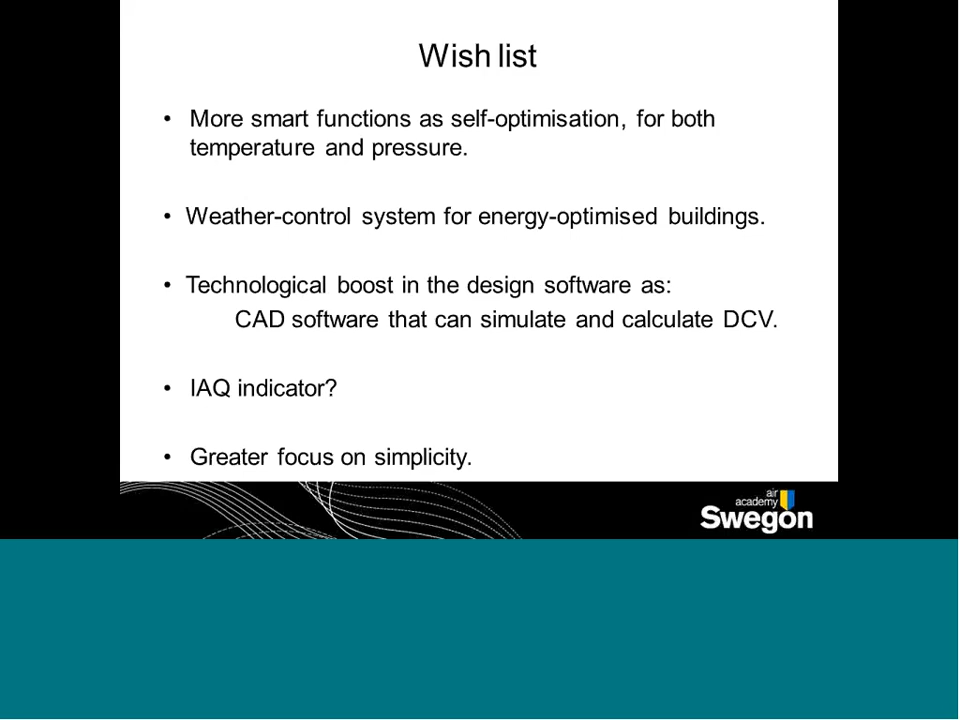 Wish list
• More smart functions as self-optimisation, for both
temperature and pressure.
• Weather-control system for energy-optimised buildings.
• Technological boost in the design software as:
CAD software that can simulate and calculate DCV.
• IAQ indicator?
• Greater focus on simplicity.
air
academy
Swegon